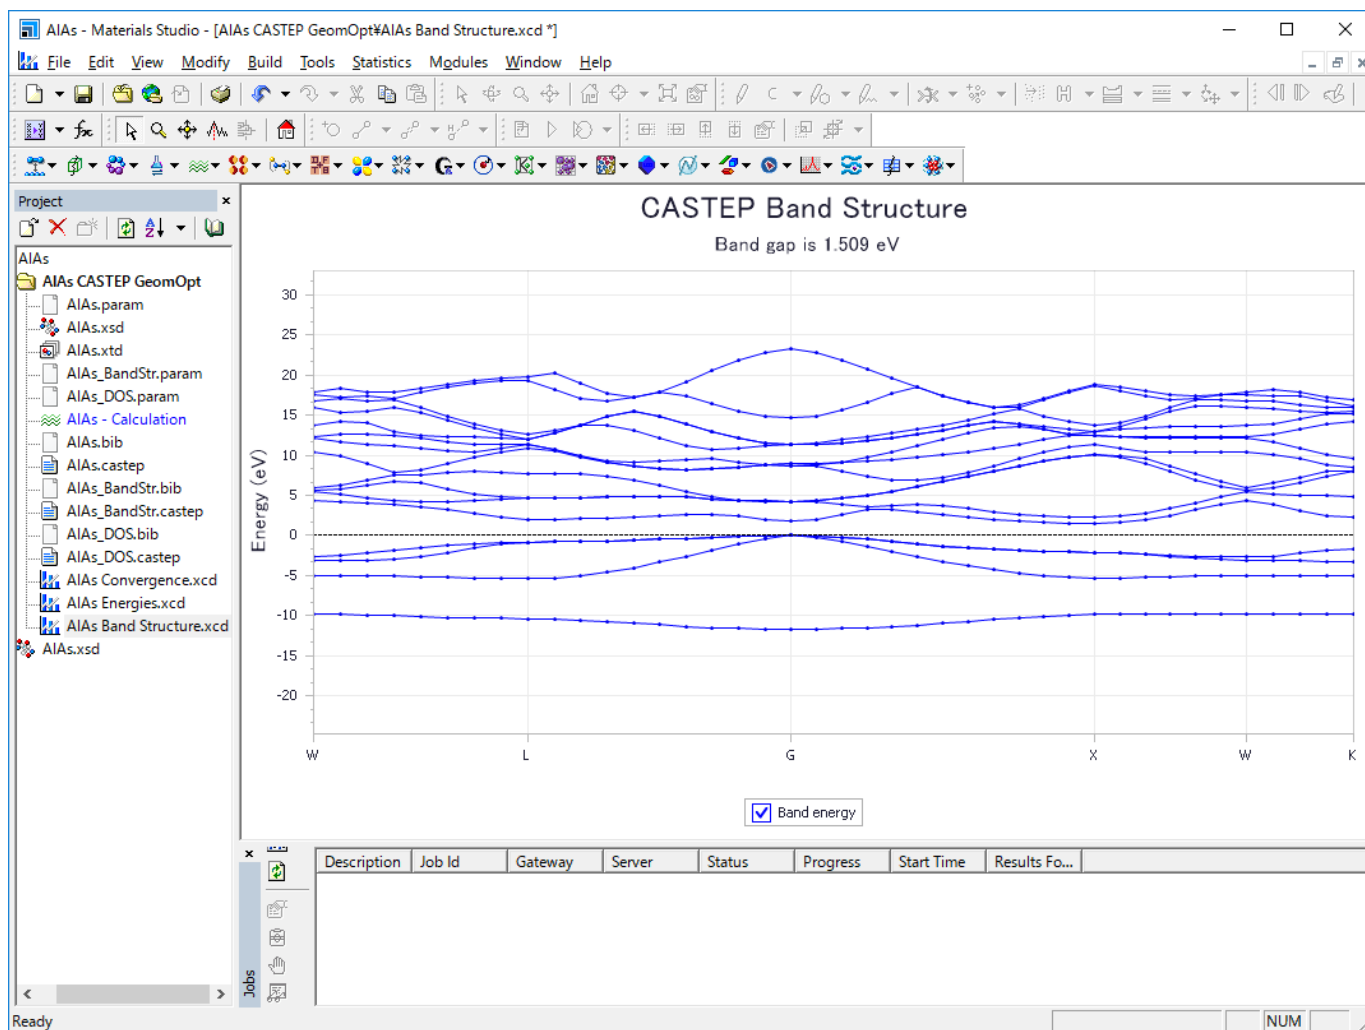 AlAs - Materials Studio - [AlAs CASTEP GeomOpt¥AlAs Band Structure.xcd *]
File Edit View Modify Build Tools Statistics Modules Window Help
Project
AlAs
AlAs CASTEP GeomOpt
AlAs.param
AlAs.xsd
AlAs.xtd
AlAs_BandStr.param
AlAs_DOS.param
AlAs - Calculation
AlAs.bib
AlAs.castep
AlAs_BandStr.bib
AlAs_BandStr.castep
AlAs_DOS.bib
AlAs_DOS.castep
AlAs Convergence.xcd
AlAs Energies.xcd
AlAs Band Structure.xcd
AlAs.xsd
CASTEP Band Structure
Band gap is 1.509 eV
Energy (eV)
30
25
20
15
10
5
0
-5
-10
-15
-20
W L G X W K
Band energy
Jobs
Description Job Id Gateway Server Status Progress Start Time Results Fo...
Ready NUM